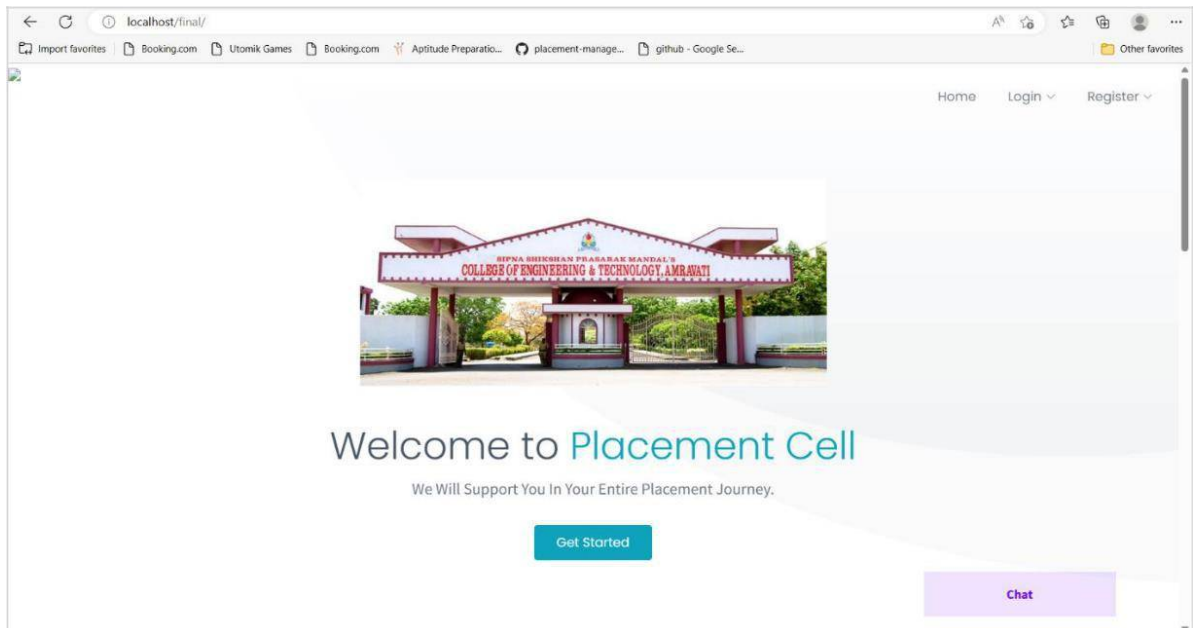 localhost/final/
Import favorites Booking.com Utomik Games Booking.com Aptitude Preparatio... placement-manage... github - Google Se... Other favorites
Home Login Register
SIPNA SHIKSHAN PRASARAK MANDAL'S
COLLEGE OF ENGINEERING & TECHNOLOGY, AMRAVATI
Welcome to Placement Cell
We Will Support You In Your Entire Placement Journey.
Get Started
Chat